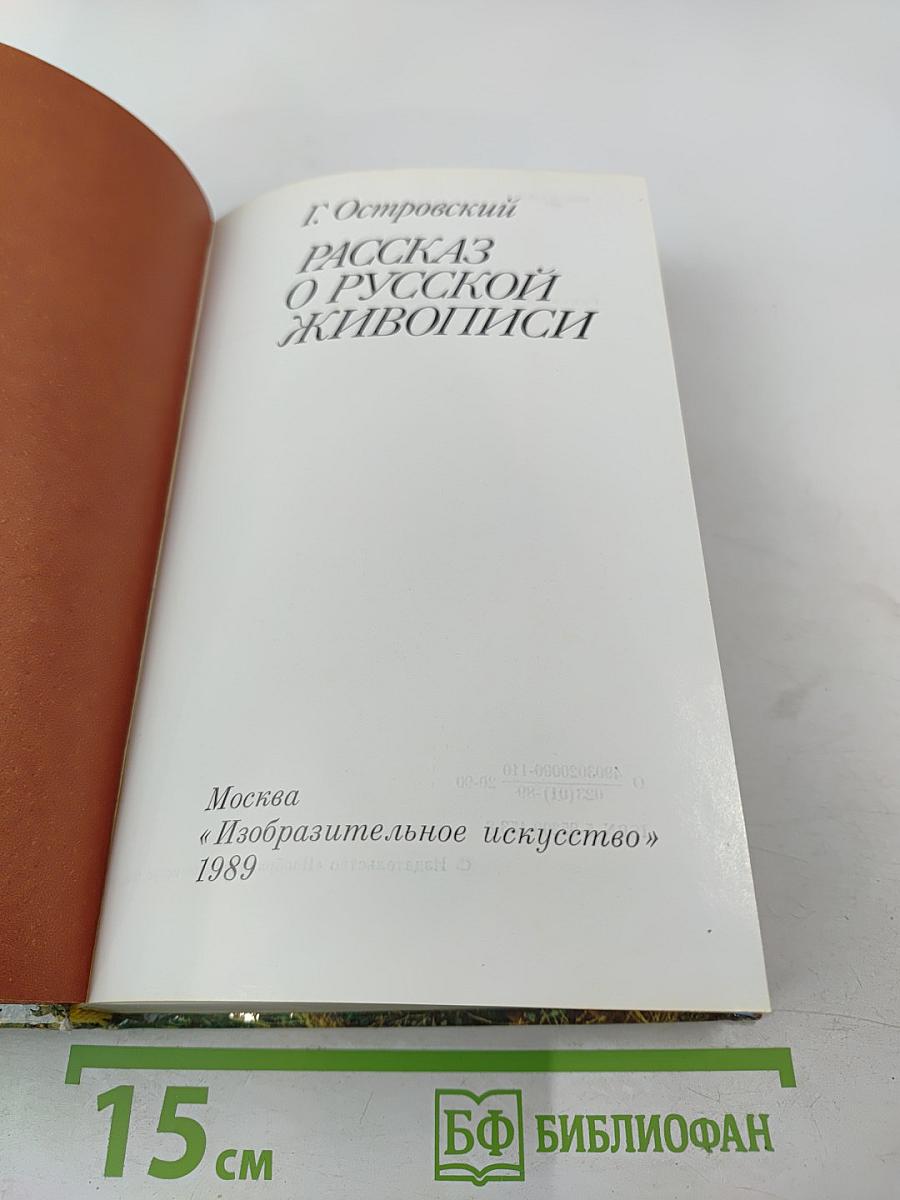 Г. Островский
РАССКАЗ
О РУССКОЙ
ЖИВОПИСИ
Москва
«Изобразительное искусство»
1989
15 см
БФ БИБЛИОФАН